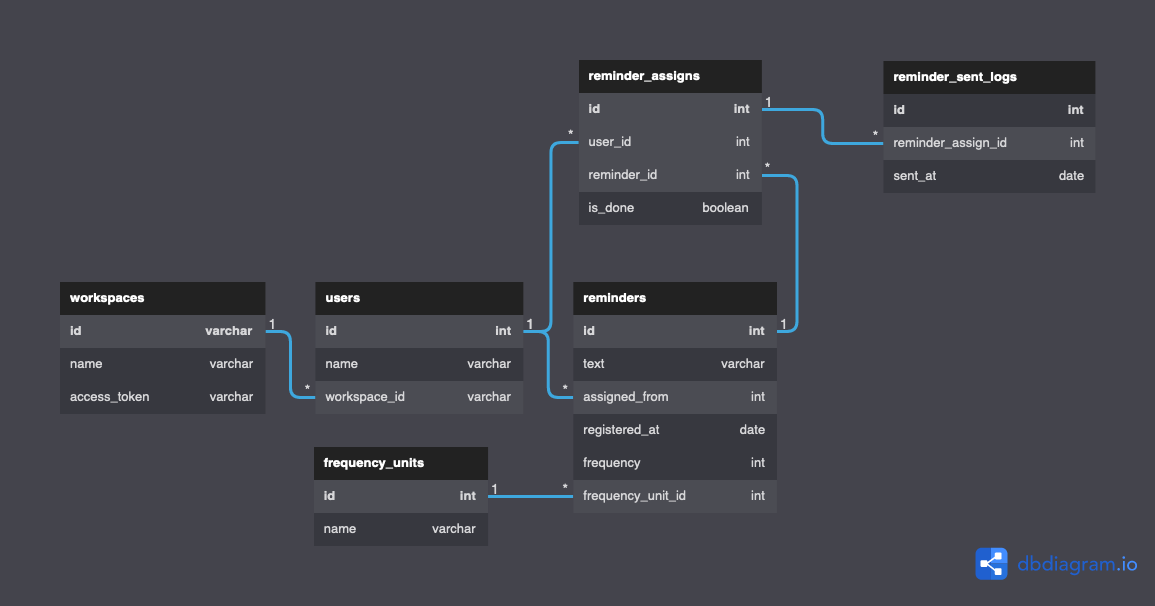 reminder_assigns
id int
user_id int
reminder_id int
is_done boolean
reminder_sent_logs
id int
reminder_assign_id int
sent_at date
1
*
*
*
workspaces
id varchar
name varchar
access_token varchar
1
*
users
id int
name varchar
workspace_id varchar
1
*
reminders
id int
text varchar
assigned_from int
registered_at date
frequency int
frequency_unit_id int
1
frequency_units
id int
name varchar
1
*
dbdiagram.io